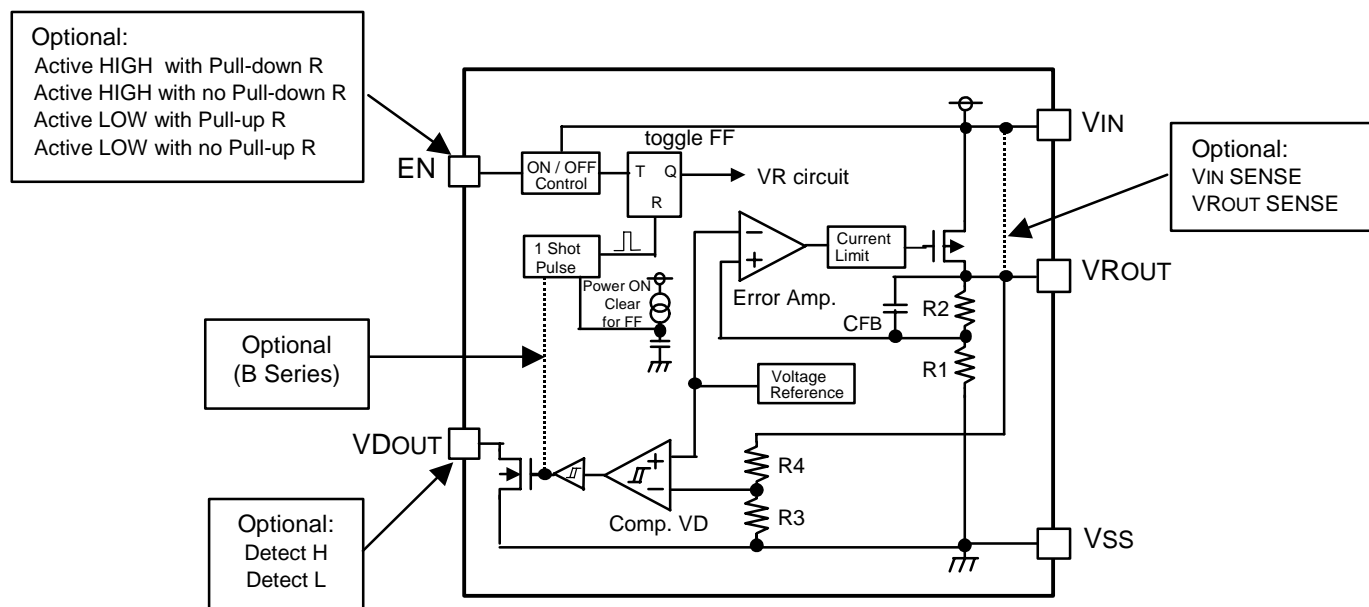 Optional:
Active HIGH with Pull-down R
Active HIGH with no Pull-down R
Active LOW with Pull-up R
Active LOW with no Pull-up R
EN
ON / OFF
Control
toggle FF
T
Q
R
VR circuit
VIN
Optional:
VIN SENSE
VROUT SENSE
1 Shot
Pulse
Power ON
Clear
for FF
−
+
Error Amp.
Current
Limit
VROUT
CFB
R2
R1
Optional
(B Series)
Voltage
Reference
VDOUT
+
−
Comp. VD
R4
R3
VSS
Optional:
Detect H
Detect L